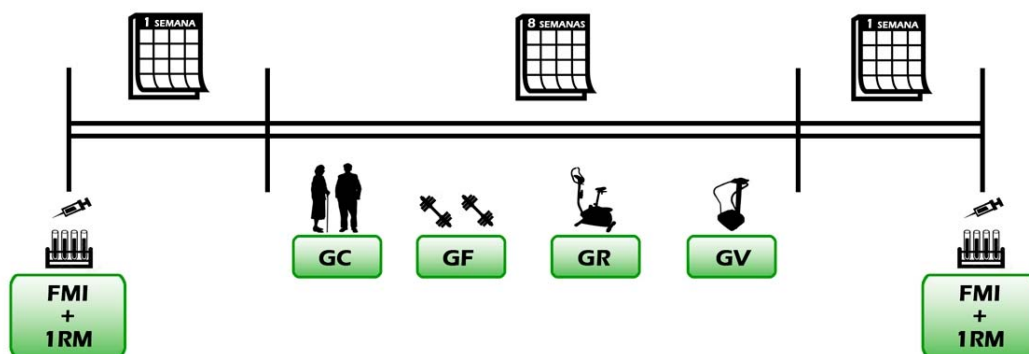 1 SEMANA
8 SEMANAS
1 SEMANA
GC
GF
GR
GV
FMI
+
1RM
FMI
+
1RM